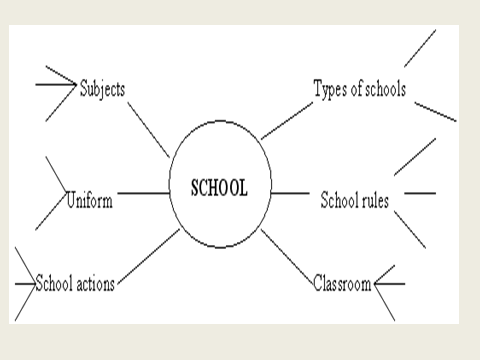 Subjects
Types of schools
SCHOOL
Uniform
School rules
School actions
Classroom